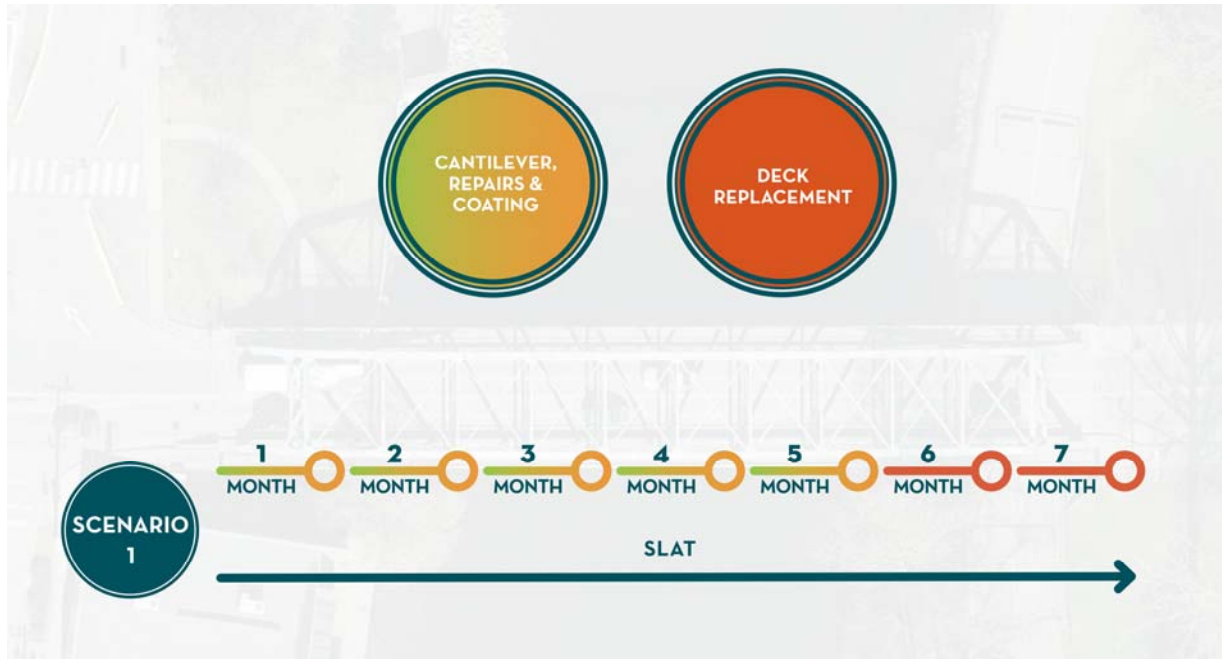 CANTILEVER,
REPAIRS &
COATING
DECK
REPLACEMENT
1
MONTH
2
MONTH
3
MONTH
4
MONTH
5
MONTH
6
MONTH
7
MONTH
SCENARIO
1
SLAT